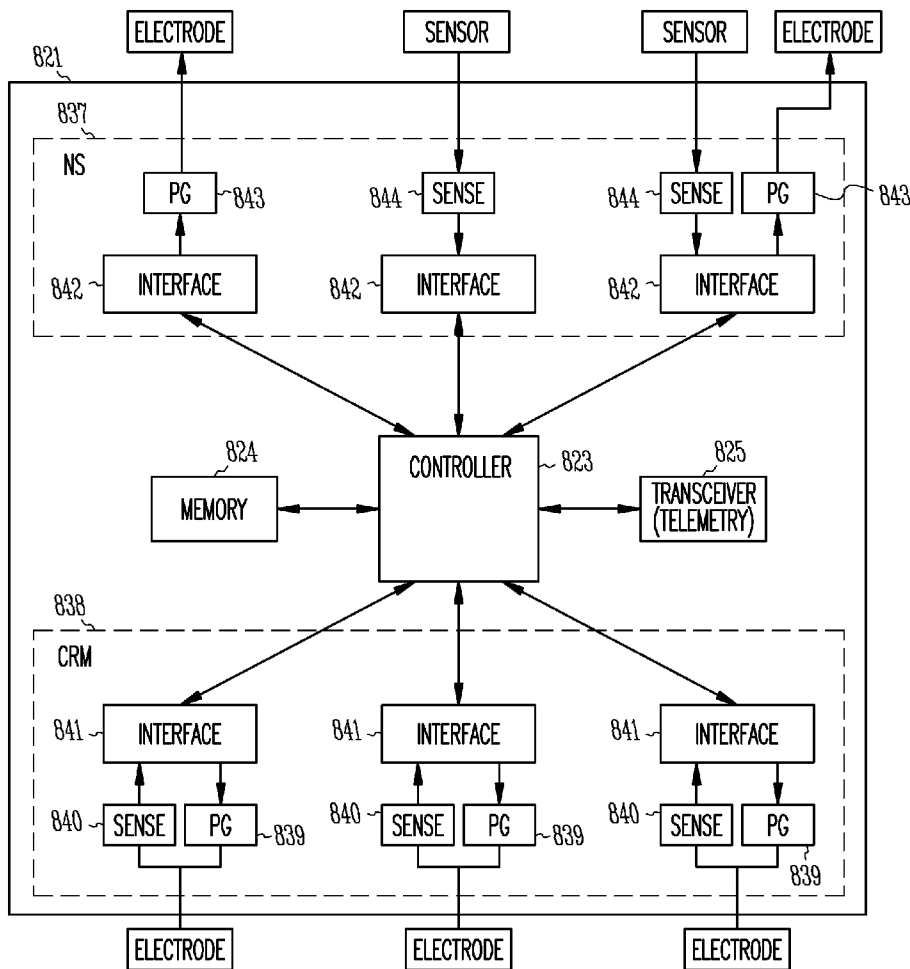 ELECTRODE SENSOR SENSOR ELECTRODE
821
837
NS
PG 843 844 SENSE 844 SENSE PG 843
842 INTERFACE 842 INTERFACE 842 INTERFACE
824 CONTROLLER 823 825
MEMORY TRANSCEIVER
(TELEMETRY)
838
CRM
841 INTERFACE 841 INTERFACE 841 INTERFACE
840 SENSE PG 839 840 SENSE PG 839 840 SENSE PG 839
ELECTRODE ELECTRODE ELECTRODE